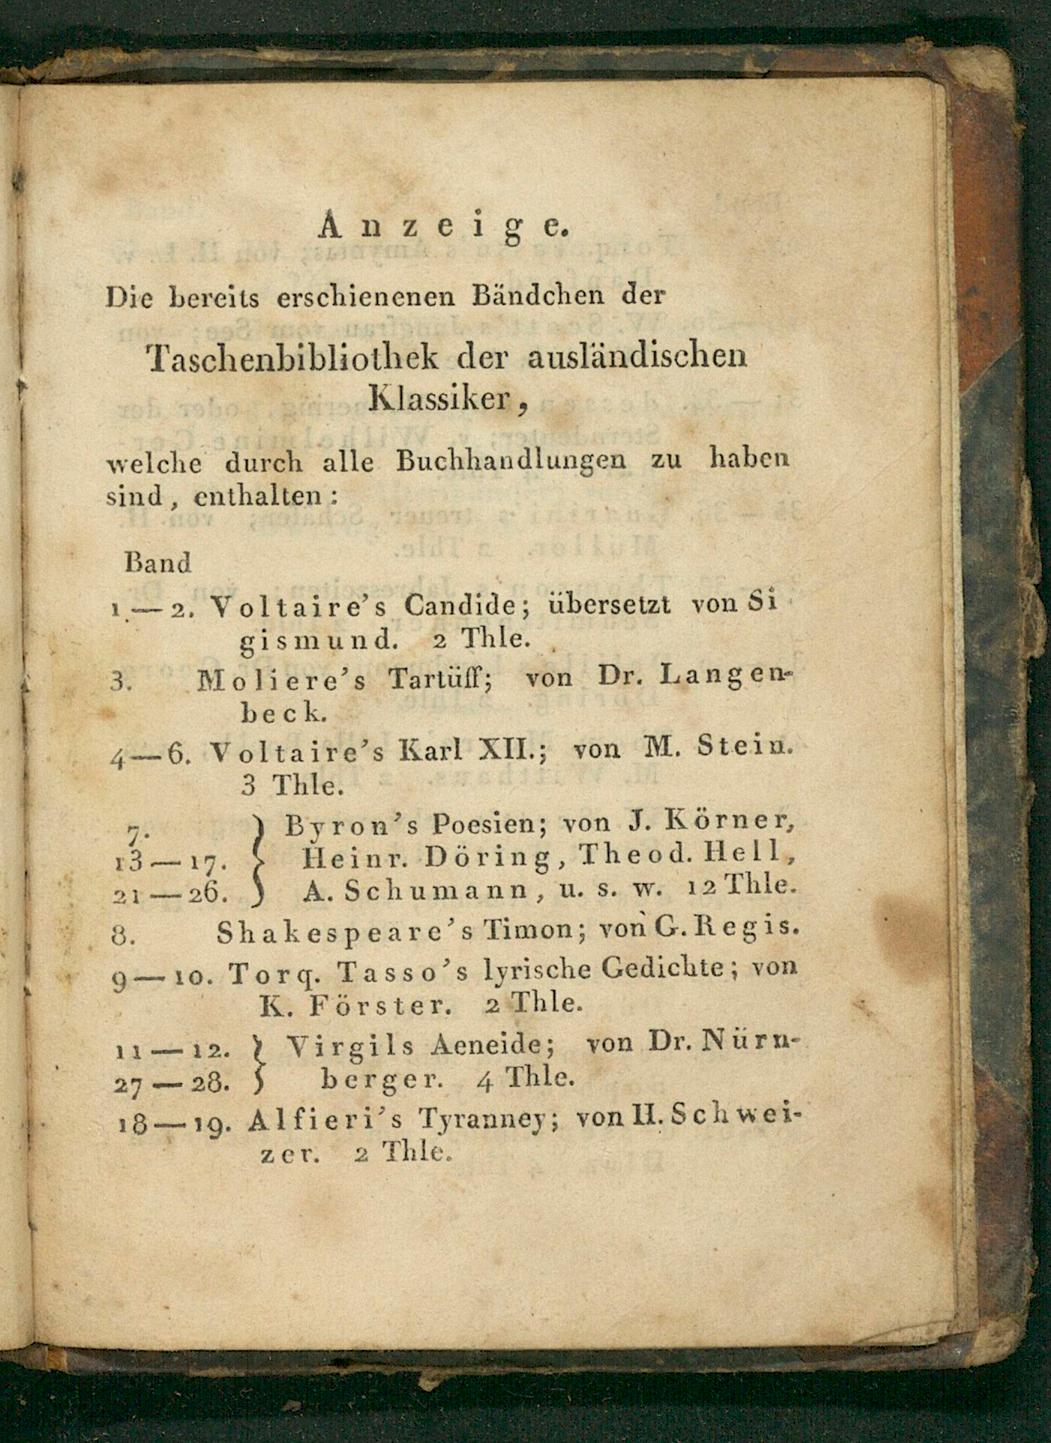 Anzeige.
Die bereits erschienenen Bändchen der
Taschenbibliothek der ausländischen
Klassiker,
welche durch alle Buchhandlungen zu haben
sind, enthalten:
Band
1—2. Voltaire's Candide; übersetzt von Si
gismund. 2 Thle.
3. Moliere's Tartüff; von Dr. Langen-
beck.
4—6. Voltaire's Karl XII.; von M. Stein.
3 Thle.
7. } Byron's Poesien; von J. Körner,
13—17. } Heinr. Döring, Theod. Hell,
21—26. } A. Schumann, u. s. w. 12 Thle.
8. Shakespeare's Timon; von G. Regis.
9—10. Torq. Tasso's lyrische Gedichte; von
K. Förster. 2 Thle.
11—12. } Virgils Aeneide; von Dr. Nürn-
27—28. } berger. 4 Thle.
18—19. Alfieri's Tyranney; von H. Schwei-
zer. 2 Thle.